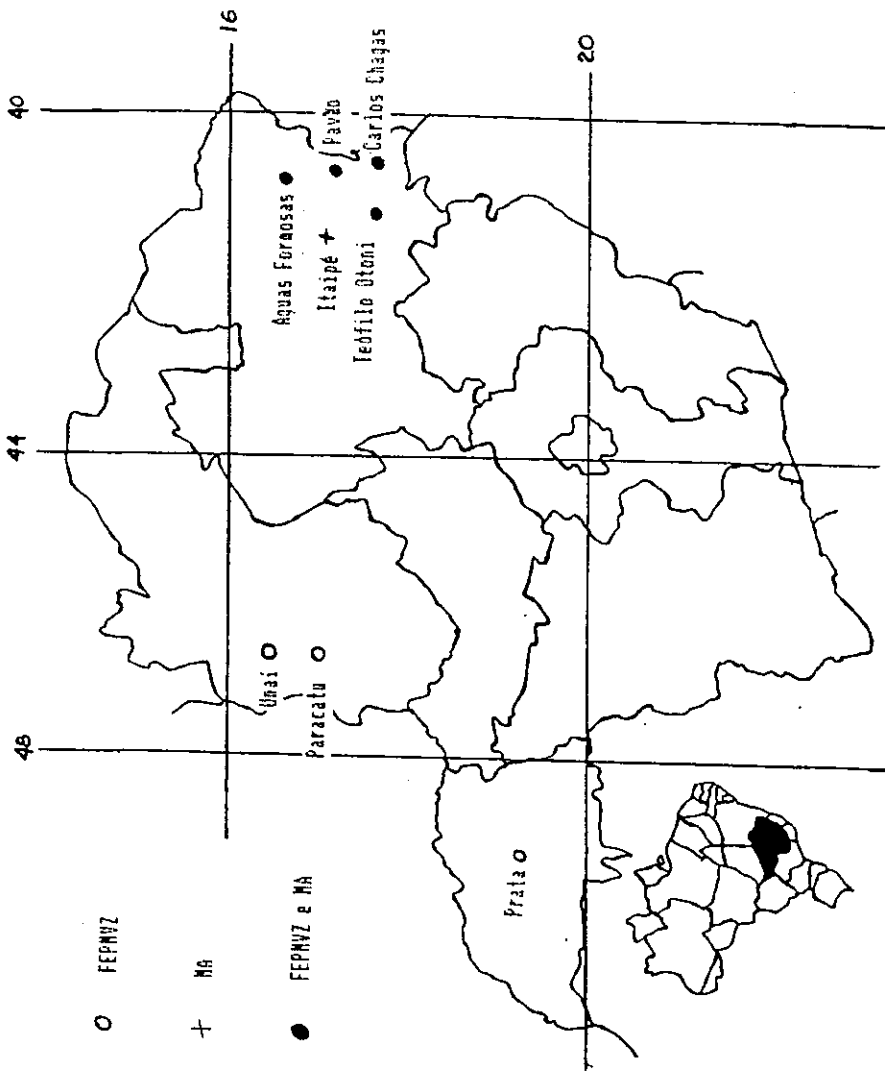 40
44
48
16
20
Águas Formosas
Pavão
Itaipé
Carlos Chagas
Teófilo Otoni
Unaí
Paracatu
Prata
FEPMVZ
MA
FEPMVZ e MA